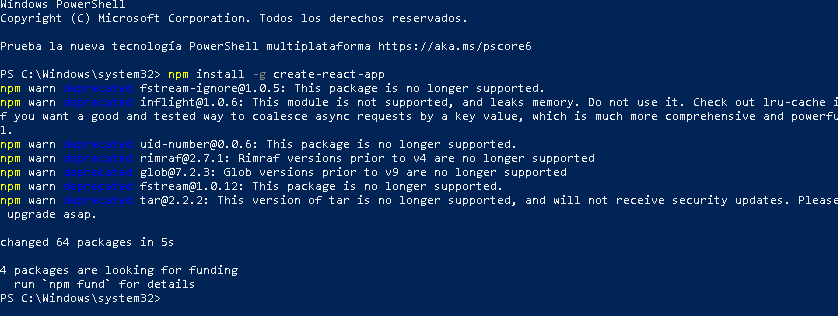 Windows PowerShell
Copyright (C) Microsoft Corporation. Todos los derechos reservados.
Prueba la nueva tecnología PowerShell multiplataforma https://aka.ms/pscore6
PS C:\Windows\system32> npm install -g create-react-app
npm warn deprecated fstream-ignore@1.0.5: This package is no longer supported.
npm warn deprecated inflight@1.0.6: This module is not supported, and leaks memory. Do not use it. Check out lru-cache i
f you want a good and tested way to coalesce async requests by a key value, which is much more comprehensive and powerfu
l.
npm warn deprecated uid-number@0.0.6: This package is no longer supported.
npm warn deprecated rimraf@2.7.1: Rimraf versions prior to v4 are no longer supported
npm warn deprecated glob@7.2.3: Glob versions prior to v9 are no longer supported
npm warn deprecated fstream@1.0.12: This package is no longer supported.
npm warn deprecated tar@2.2.2: This version of tar is no longer supported, and will not receive security updates. Please
upgrade asap.
changed 64 packages in 5s
4 packages are looking for funding
run `npm fund` for details
PS C:\Windows\system32>